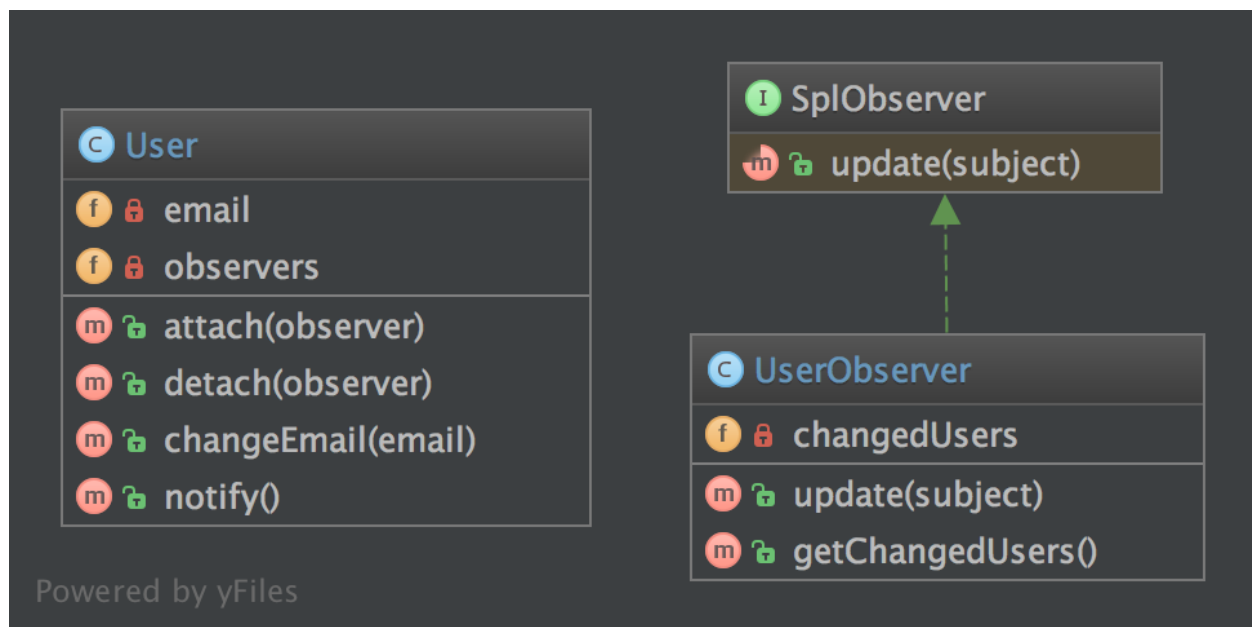 User
email
observers
attach(observer)
detach(observer)
changeEmail(email)
notify()
SplObserver
update(subject)
UserObserver
changedUsers
update(subject)
getChangedUsers()
Powered by yFiles